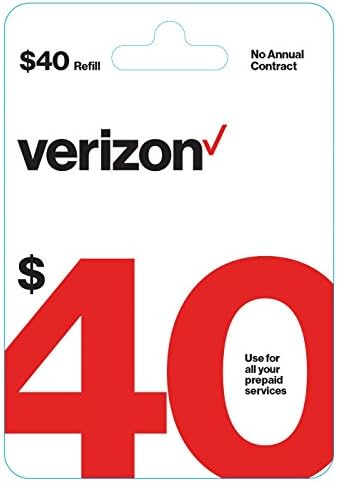 $40 Refill
No Annual
Contract
verizon✓
$
40
Use for
all your
prepaid
services